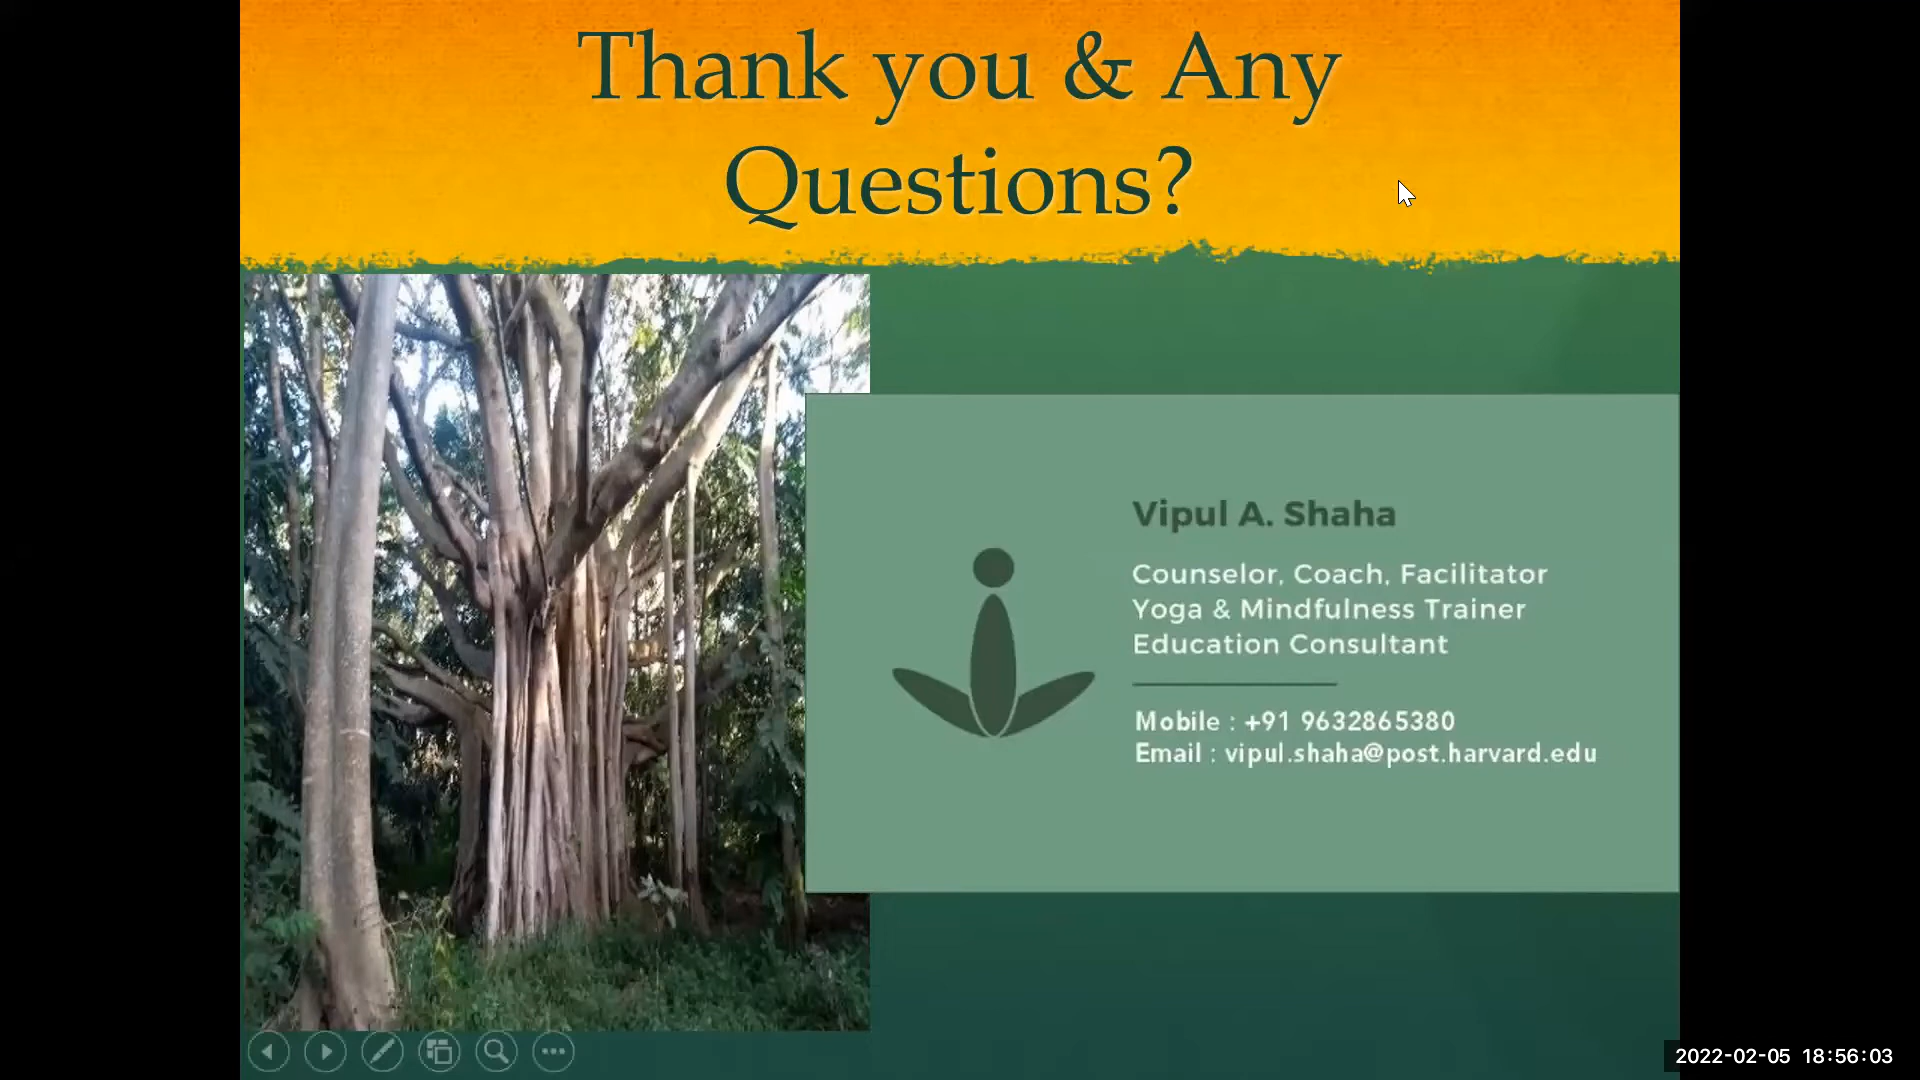 Thank you & Any
Questions?
Vipul A. Shaha
Counselor, Coach, Facilitator
Yoga & Mindfulness Trainer
Education Consultant
Mobile : +91 9632865380
Email : vipul.shaha@post.harvard.edu
2022-02-05 18:56:03